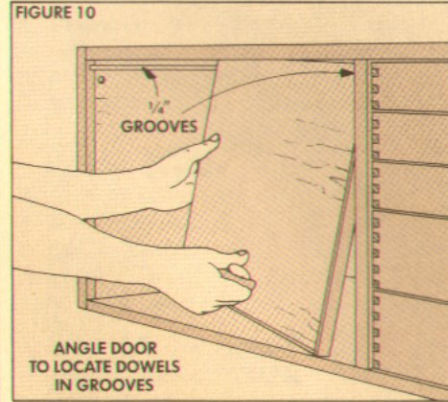 FIGURE 10
1/4"
GROOVES
ANGLE DOOR
TO LOCATE DOWELS
IN GROOVES